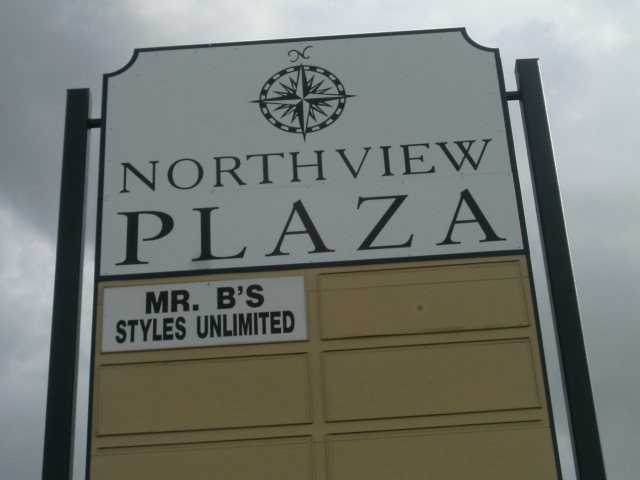 N
NORTHVIEW
PLAZA
MR. B'S
STYLES UNLIMITED